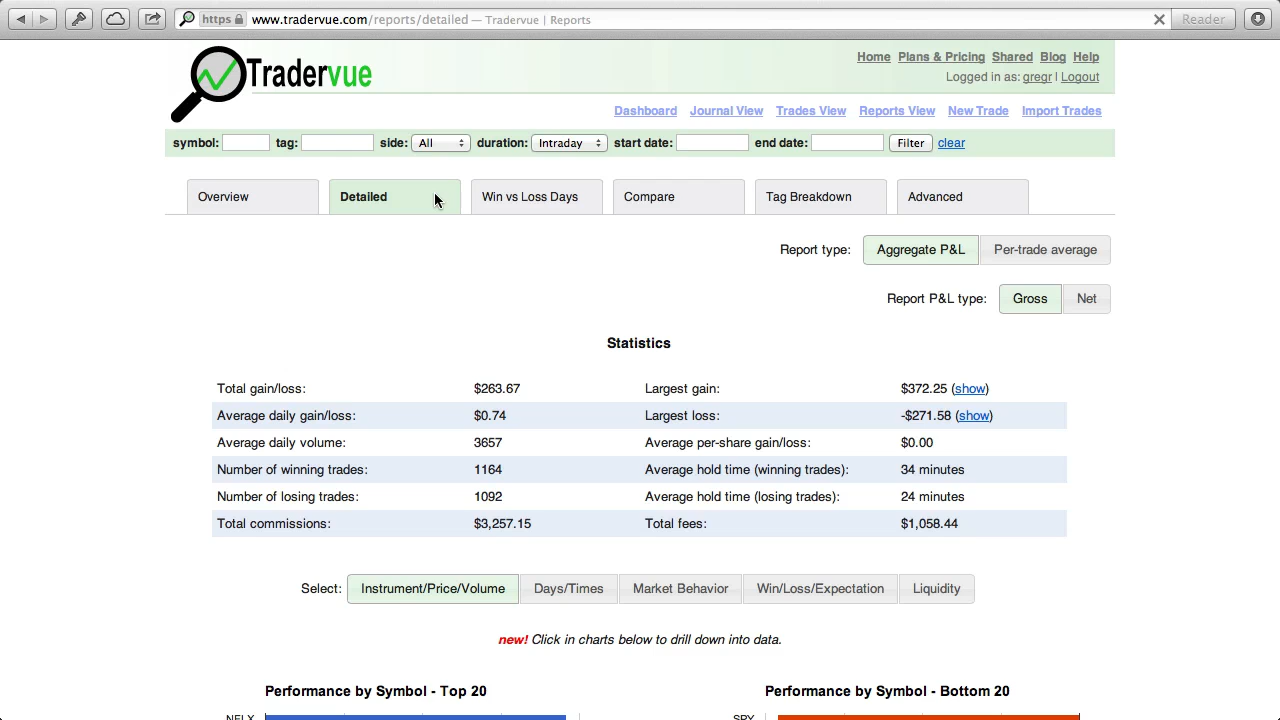 https www.tradervue.com/reports/detailed — Tradervue | Reports Reader
Tradervue
Home Plans & Pricing Shared Blog Help
Logged in as: gregr | Logout
Dashboard Journal View Trades View Reports View New Trade Import Trades
symbol: tag: side: All duration: Intraday start date: end date: Filter clear
Overview Detailed Win vs Loss Days Compare Tag Breakdown Advanced
Report type: Aggregate P&L Per-trade average
Report P&L type: Gross Net
Statistics
Total gain/loss: $263.67 Largest gain: $372.25 (show)
Average daily gain/loss: $0.74 Largest loss: -$271.58 (show)
Average daily volume: 3657 Average per-share gain/loss: $0.00
Number of winning trades: 1164 Average hold time (winning trades): 34 minutes
Number of losing trades: 1092 Average hold time (losing trades): 24 minutes
Total commissions: $3,257.15 Total fees: $1,058.44
Select: Instrument/Price/Volume Days/Times Market Behavior Win/Loss/Expectation Liquidity
new! Click in charts below to drill down into data.
Performance by Symbol - Top 20 Performance by Symbol - Bottom 20
NFLX SPY